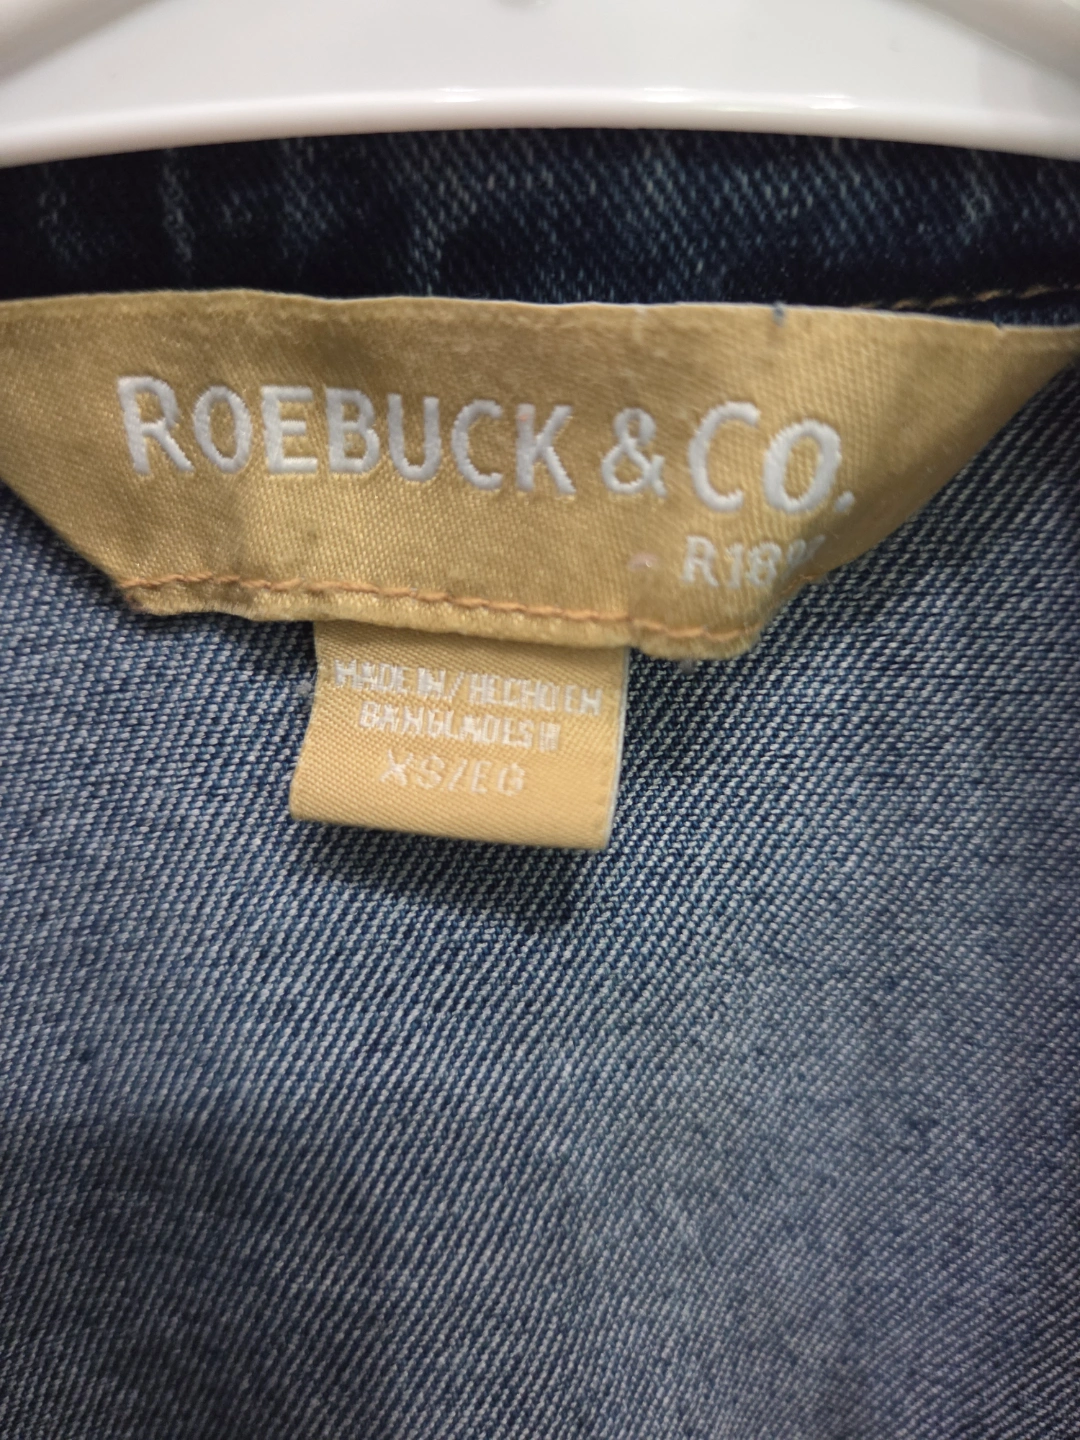 ROEBUCK & CO.
MADE IN/HECHO EN
BANGLADESH
XS/EG